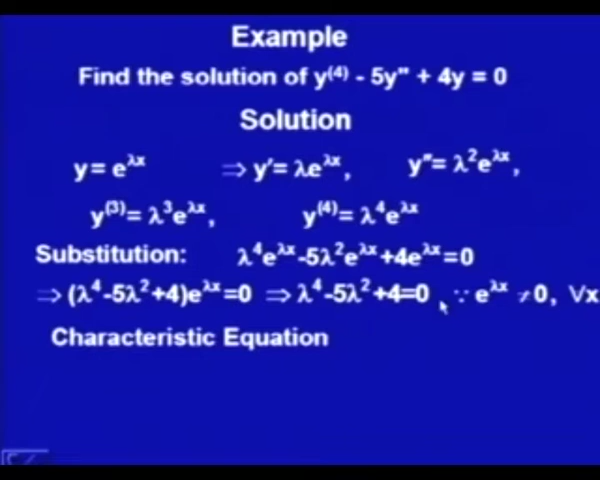 Example
Find the solution of y⁽⁴⁾ - 5y" + 4y = 0
Solution
y= e^λx ⇒ y'= λe^λx, y"= λ²e^λx,
y⁽³⁾= λ³e^λx, y⁽⁴⁾= λ⁴e^λx
Substitution: λ⁴e^λx-5λ²e^λx+4e^λx=0
⇒(λ⁴-5λ²+4)e^λx=0 ⇒λ⁴-5λ²+4=0 , ∵ e^λx ≠0, ∀x
Characteristic Equation